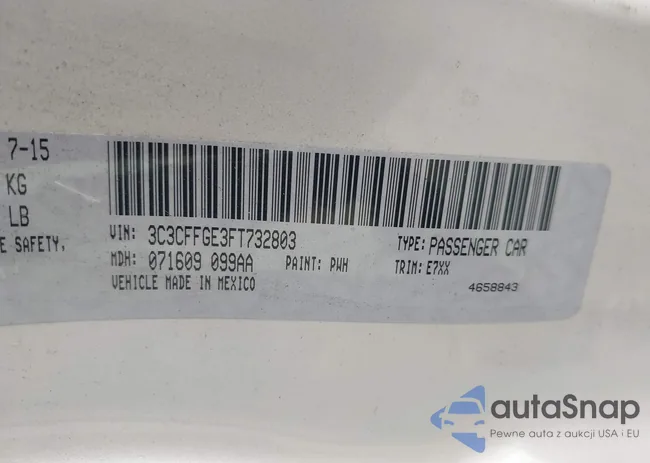 7-15
KG
LB
E SAFETY,
VIN: 3C3CFFGE3FT732803 TYPE: PASSENGER CAR
MDH: 071609 099AA PAINT: PWH TRIM: E7XX
VEHICLE MADE IN MEXICO 4658843
autaSnap
Pewne auta z aukcji USA i EU